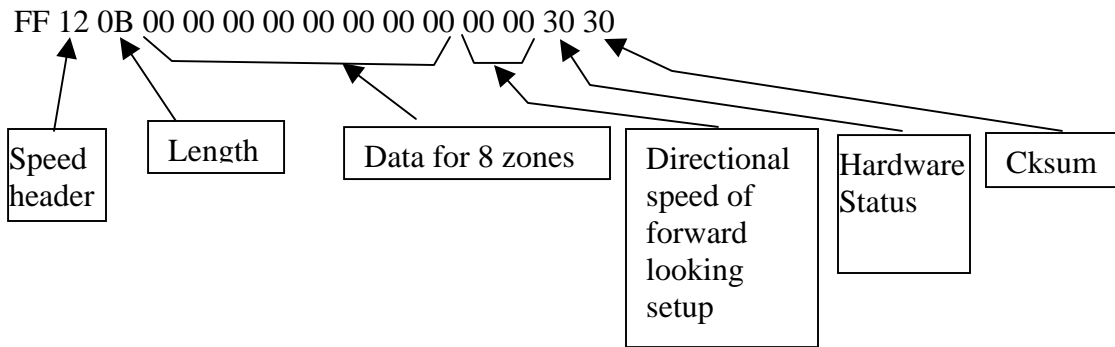 FF 12 0B 00 00 00 00 00 00 00 00 00 00 30 30
Speed
header
Length
Data for 8 zones
Directional
speed of
forward
looking
setup
Hardware
Status
Cksum